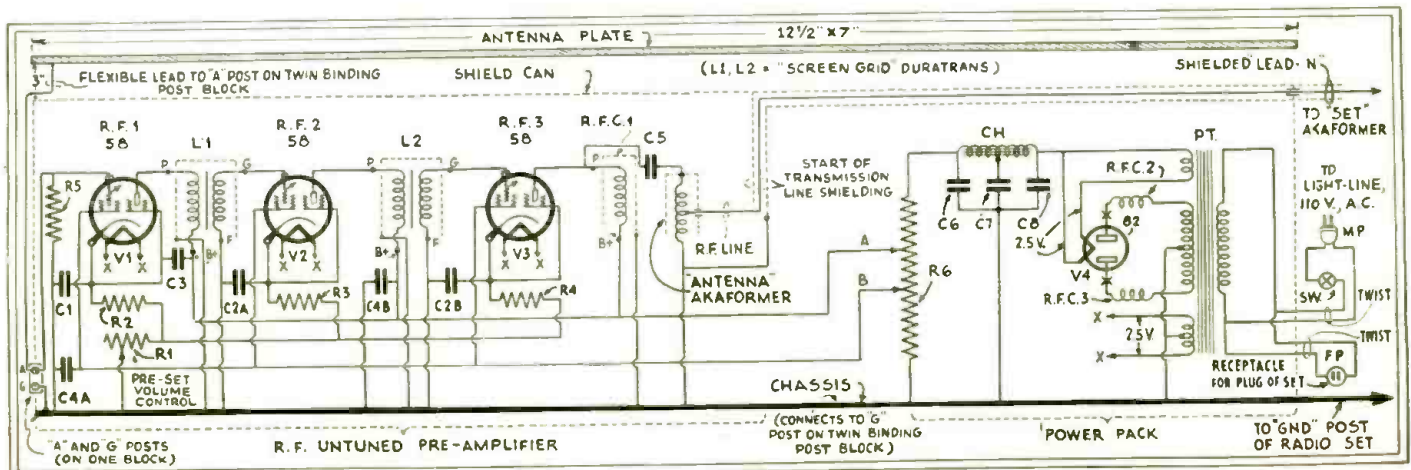 ANTENNA PLATE 12 1/2" X 7"
3"
FLEXIBLE LEAD TO "A" POST ON TWIN BINDING
POST BLOCK
SHIELD CAN
(L1, L2 = "SCREEN GRID DURATRANS)
SHIELDED LEAD-IN
TO "SET"
AKAFORMER
R.F.1
58
L1
R.F.2
58
L2
R.F.3
58
R.F.C.1
C5
START OF
TRANSMISSION
LINE SHIELDING
CH
PT.
P
G
P
G
P
R5
V1
X X
B+
F
V2
X X
B+
F
V3
X X
B+
R.F. LINE
"ANTENNA"
AKAFORMER
C6
C7
C8
R.F.C.2
82
2.5 V.
V4
R.F.C.3
X
2.5 V.
X
TO
LIGHT-LINE,
110 V., A.C.
MP
SW.
TWIST
TWIST
FP
RECEPTACLE
FOR PLUG OF SET
A
B
R6
C1
C3
C2A
R3
C4B
C2B
R4
R2
R1
PRE-SET
VOLUME
CONTROL
C4A
A
G
CHASSIS
"A" AND "G" POSTS
(ON ONE BLOCK)
R.F. UNTUNED PRE-AMPLIFIER
(CONNECTS TO "G"
POST ON TWIN BINDING
POST BLOCK)
POWER PACK
TO "GND" POST
OF RADIO SET